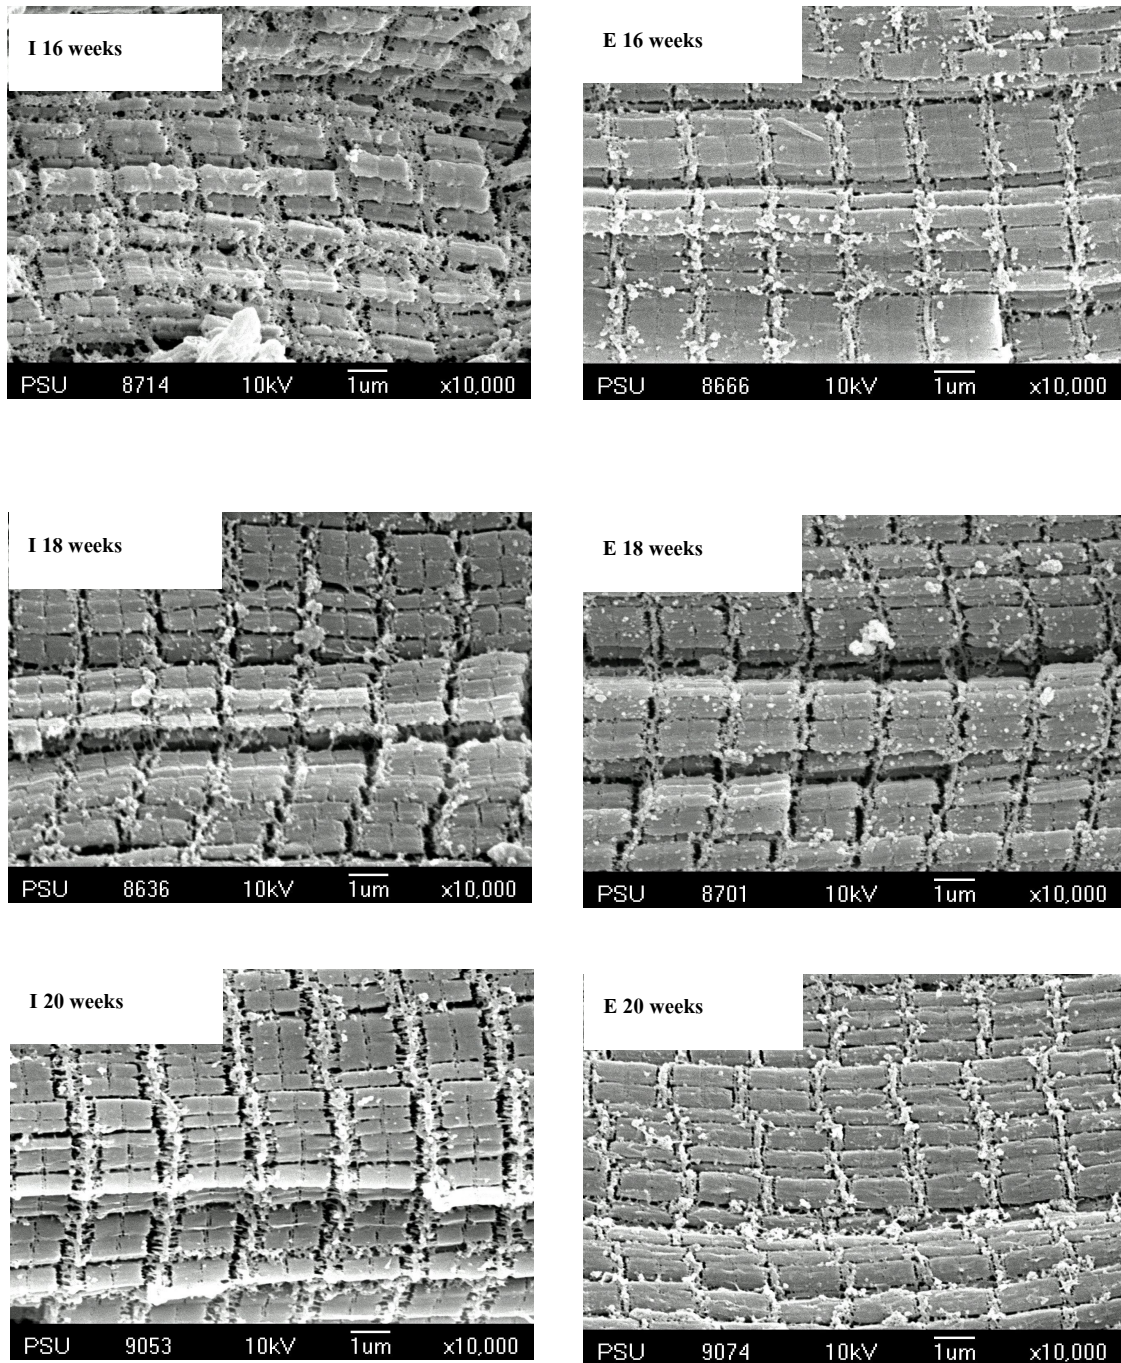 I 16 weeks
E 16 weeks
PSU 8714 10kV 1um x10,000
PSU 8666 10kV 1um x10,000
I 18 weeks
E 18 weeks
PSU 8636 10kV 1um x10,000
PSU 8701 10kV 1um x10,000
I 20 weeks
E 20 weeks
PSU 9053 10kV 1um x10,000
PSU 9074 10kV 1um x10,000